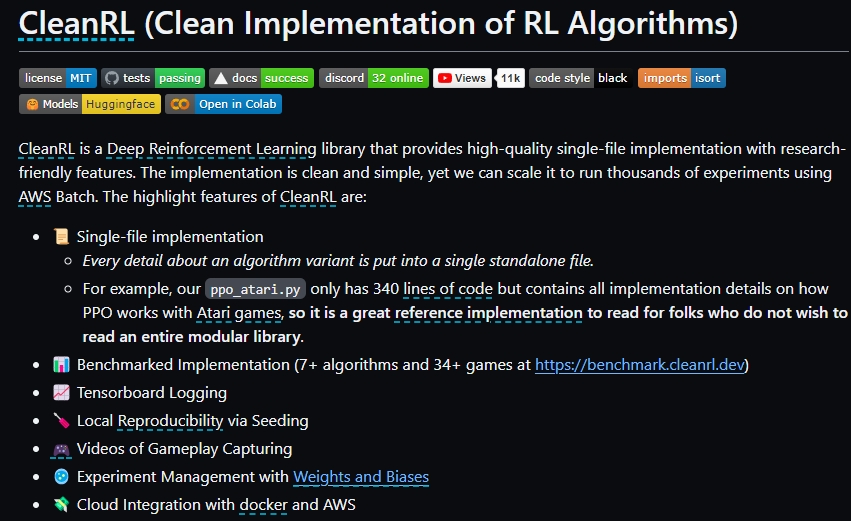 CleanRL (Clean Implementation of RL Algorithms)
license MIT tests passing docs success discord 32 online Views 11k code style black imports isort
Models Huggingface Open in Colab
CleanRL is a Deep Reinforcement Learning library that provides high-quality single-file implementation with research-
friendly features. The implementation is clean and simple, yet we can scale it to run thousands of experiments using
AWS Batch. The highlight features of CleanRL are:
• 📜 Single-file implementation
◦ Every detail about an algorithm variant is put into a single standalone file.
◦ For example, our ppo_atari.py only has 340 lines of code but contains all implementation details on how
PPO works with Atari games, so it is a great reference implementation to read for folks who do not wish to
read an entire modular library.
• 📊 Benchmarked Implementation (7+ algorithms and 34+ games at https://benchmark.cleanrl.dev)
• 📈 Tensorboard Logging
• 🪛 Local Reproducibility via Seeding
• 🎮 Videos of Gameplay Capturing
• 🧫 Experiment Management with Weights and Biases
• 💸 Cloud Integration with docker and AWS